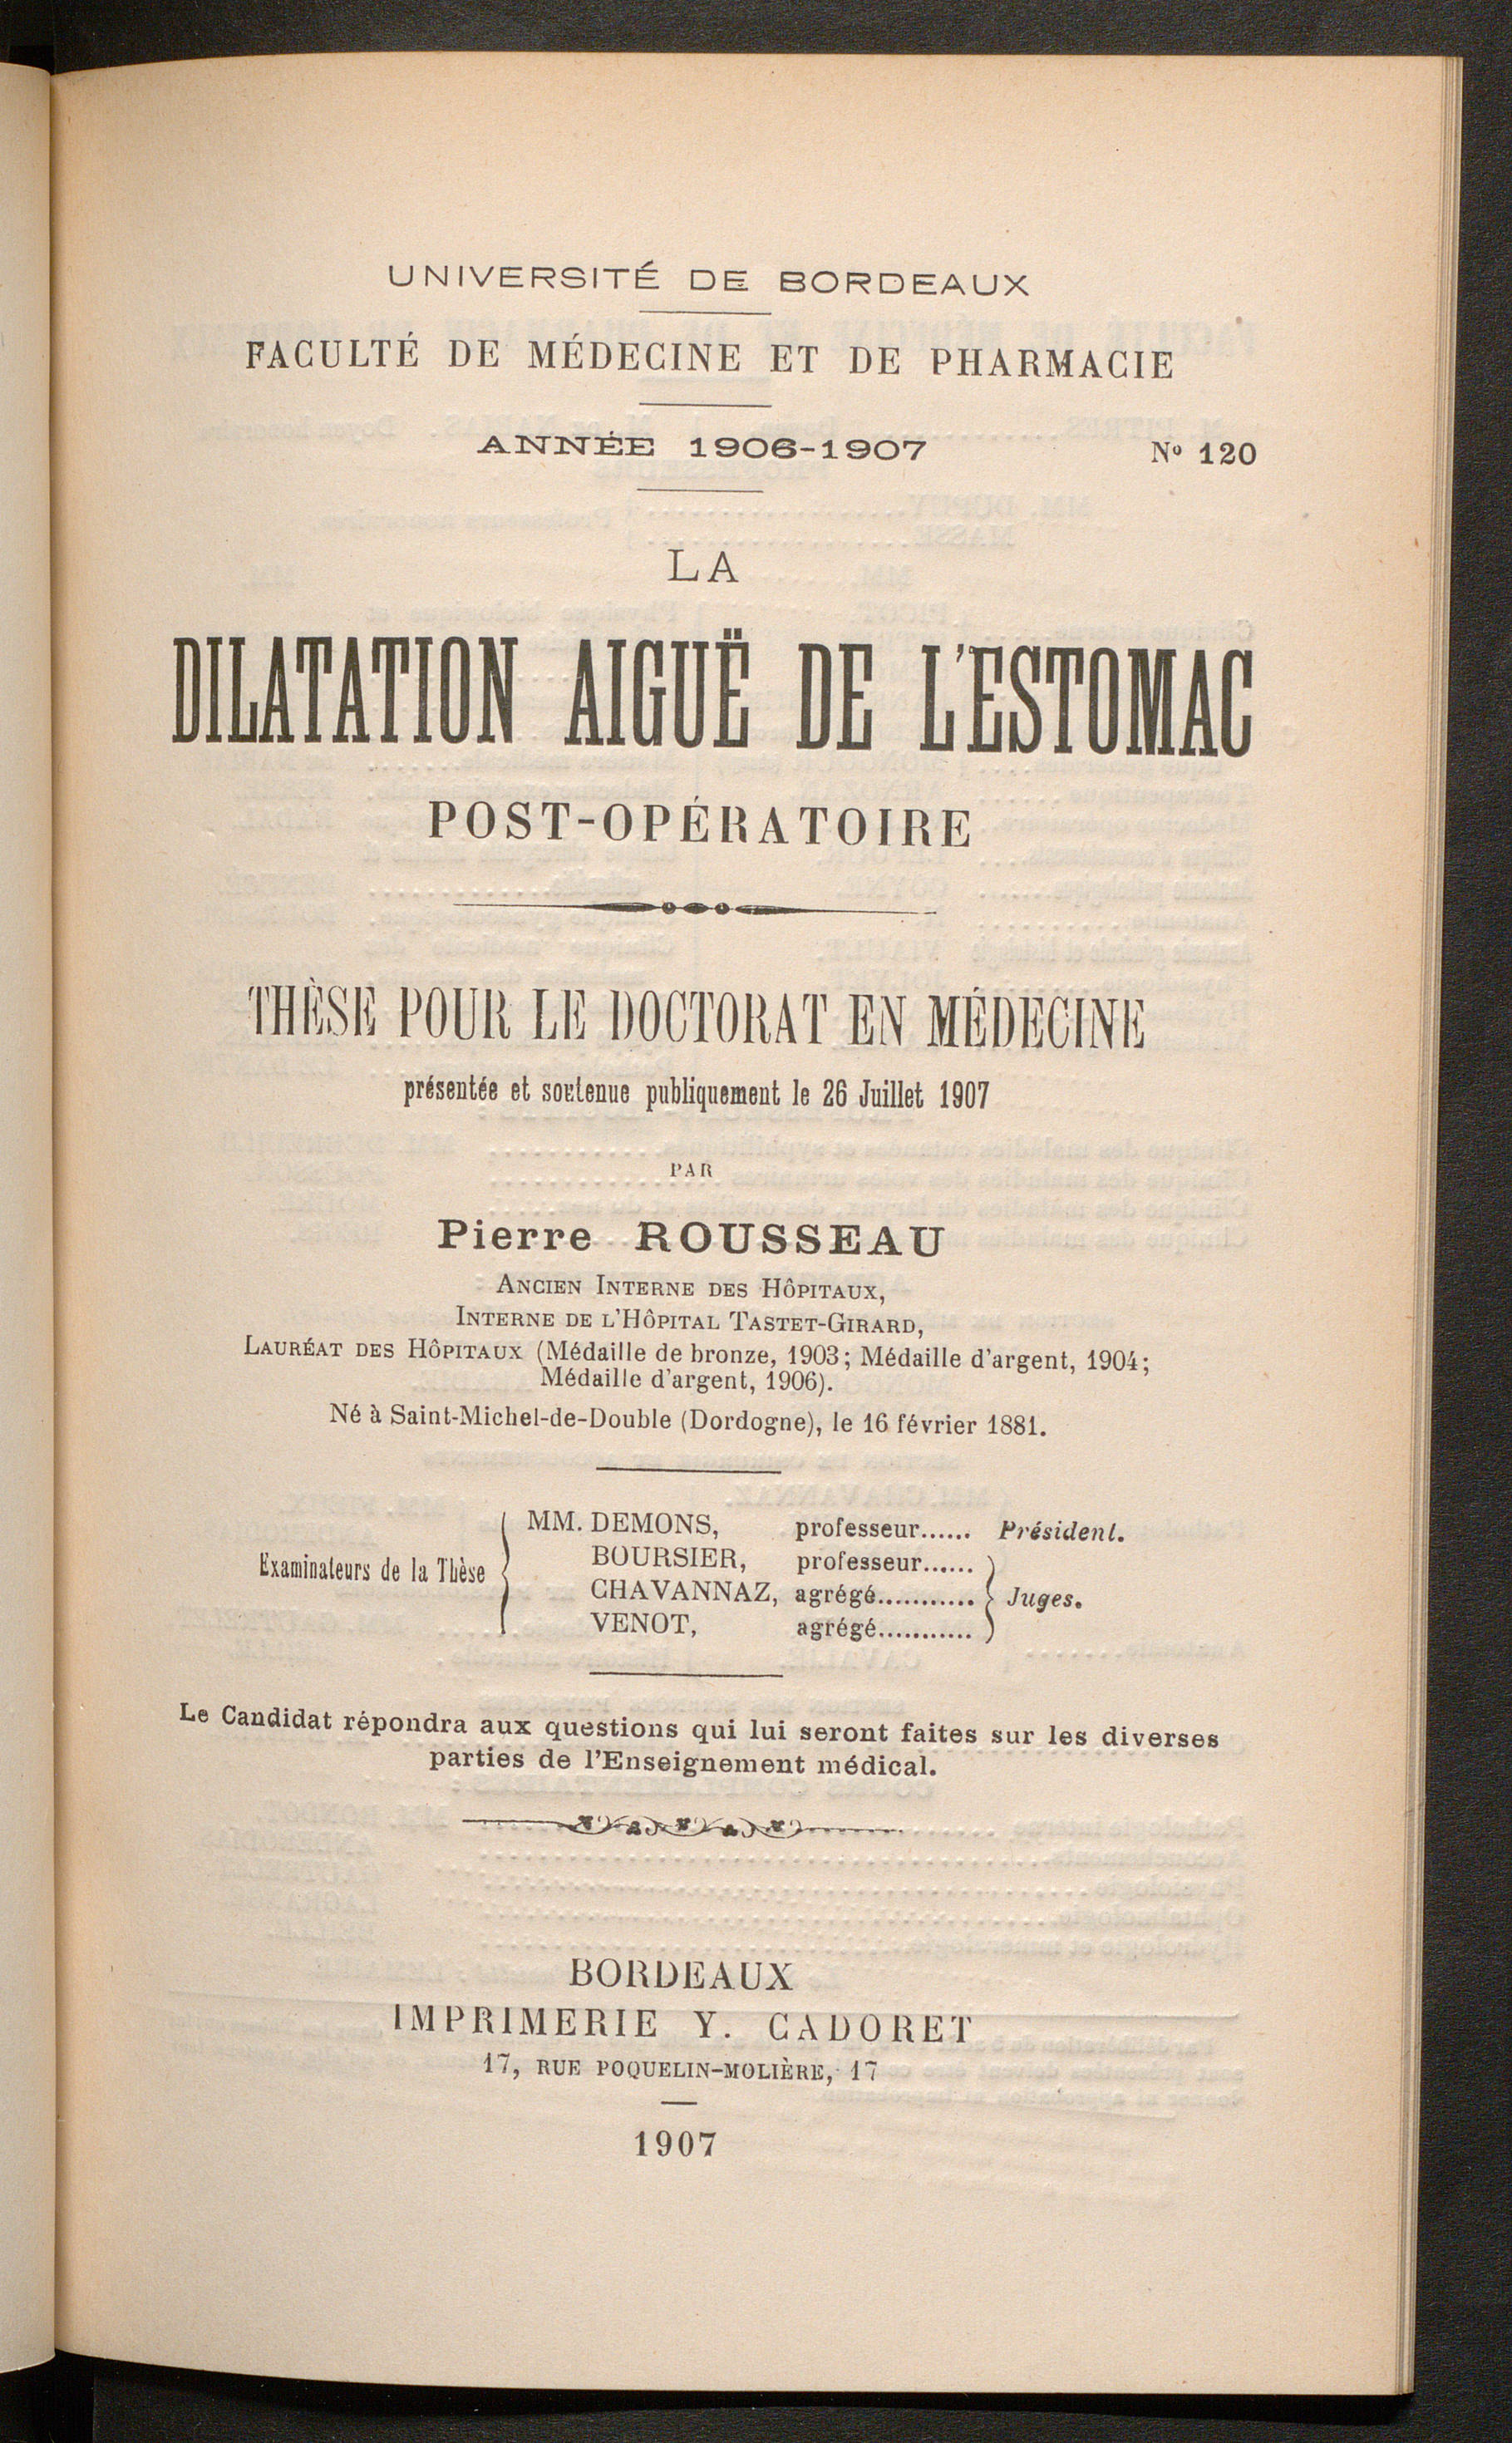 UNIVERSITÉ DE BORDEAUX
FACULTÉ DE MÉDECINE ET DE PHARMACIE
ANNÉE 1906-1907 Nº 120
LA
DILATATION AIGUË DE L'ESTOMAC
POST-OPÉRATOIRE
THÈSE POUR LE DOCTORAT EN MÉDECINE
présentée et soutenue publiquement le 26 Juillet 1907
PAR
Pierre ROUSSEAU
ANCIEN INTERNE DES HÔPITAUX,
INTERNE DE L'HÔPITAL TASTET-GIRARD,
LAURÉAT DES HÔPITAUX (Médaille de bronze, 1903; Médaille d'argent, 1904;
Médaille d'argent, 1906).
Né à Saint-Michel-de-Double (Dordogne), le 16 février 1881.
MM. DEMONS, professeur...... Président.
BOURSIER, professeur......
Examinateurs de la Thèse
CHAVANNAZ, agrégé........... Juges.
VENOT, agrégé...........
Le Candidat répondra aux questions qui lui seront faites sur les diverses
parties de l'Enseignement médical.
BORDEAUX
IMPRIMERIE Y. CADORET
17, RUE POQUELIN-MOLIÈRE, 17
1907